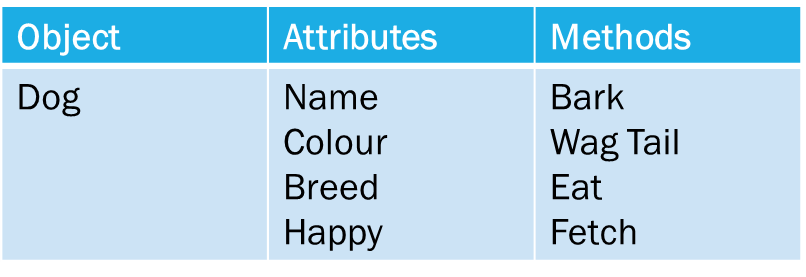 Object Attributes Methods
Dog Name Bark
Colour Wag Tail
Breed Eat
Happy Fetch